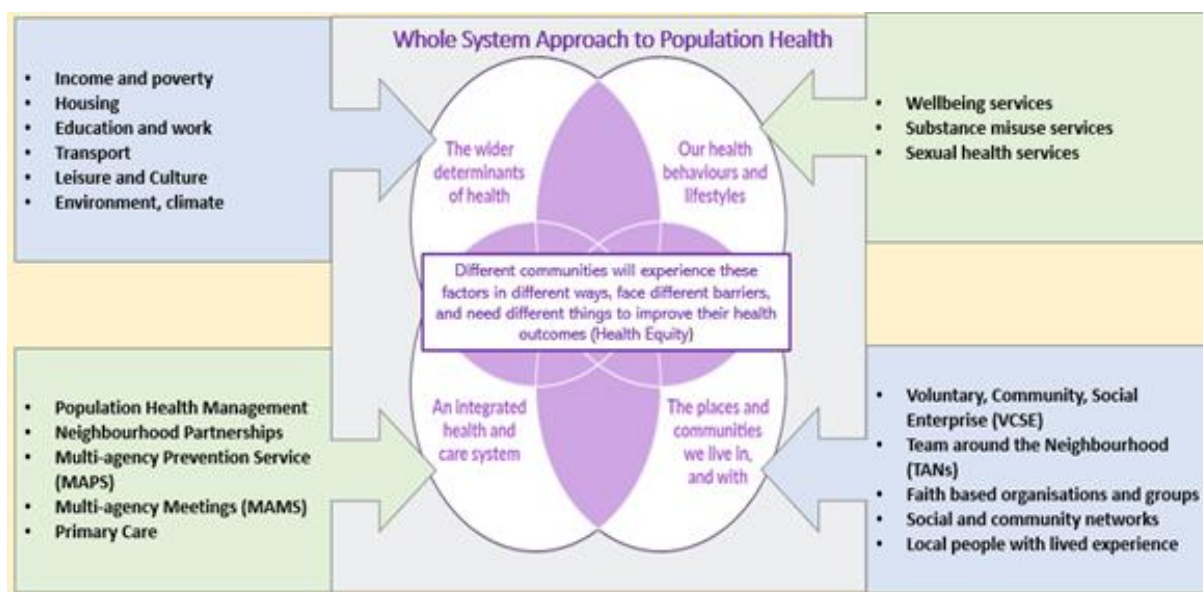 Whole System Approach to Population Health
• Income and poverty
• Housing
• Education and work
• Transport
• Leisure and Culture
• Environment, climate
The wider
determinants
of health
Our health
behaviours and
lifestyles
• Wellbeing services
• Substance misuse services
• Sexual health services
Different communities will experience these
factors in different ways, face different barriers,
and need different things to improve their health
outcomes (Health Equity)
• Population Health Management
• Neighbourhood Partnerships
• Multi-agency Prevention Service
(MAPS)
• Multi-agency Meetings (MAMS)
• Primary Care
An integrated
health and
care system
The places and
communities
we live in,
and with
• Voluntary, Community, Social
Enterprise (VCSE)
• Team around the Neighbourhood
(TANs)
• Faith based organisations and groups
• Social and community networks
• Local people with lived experience